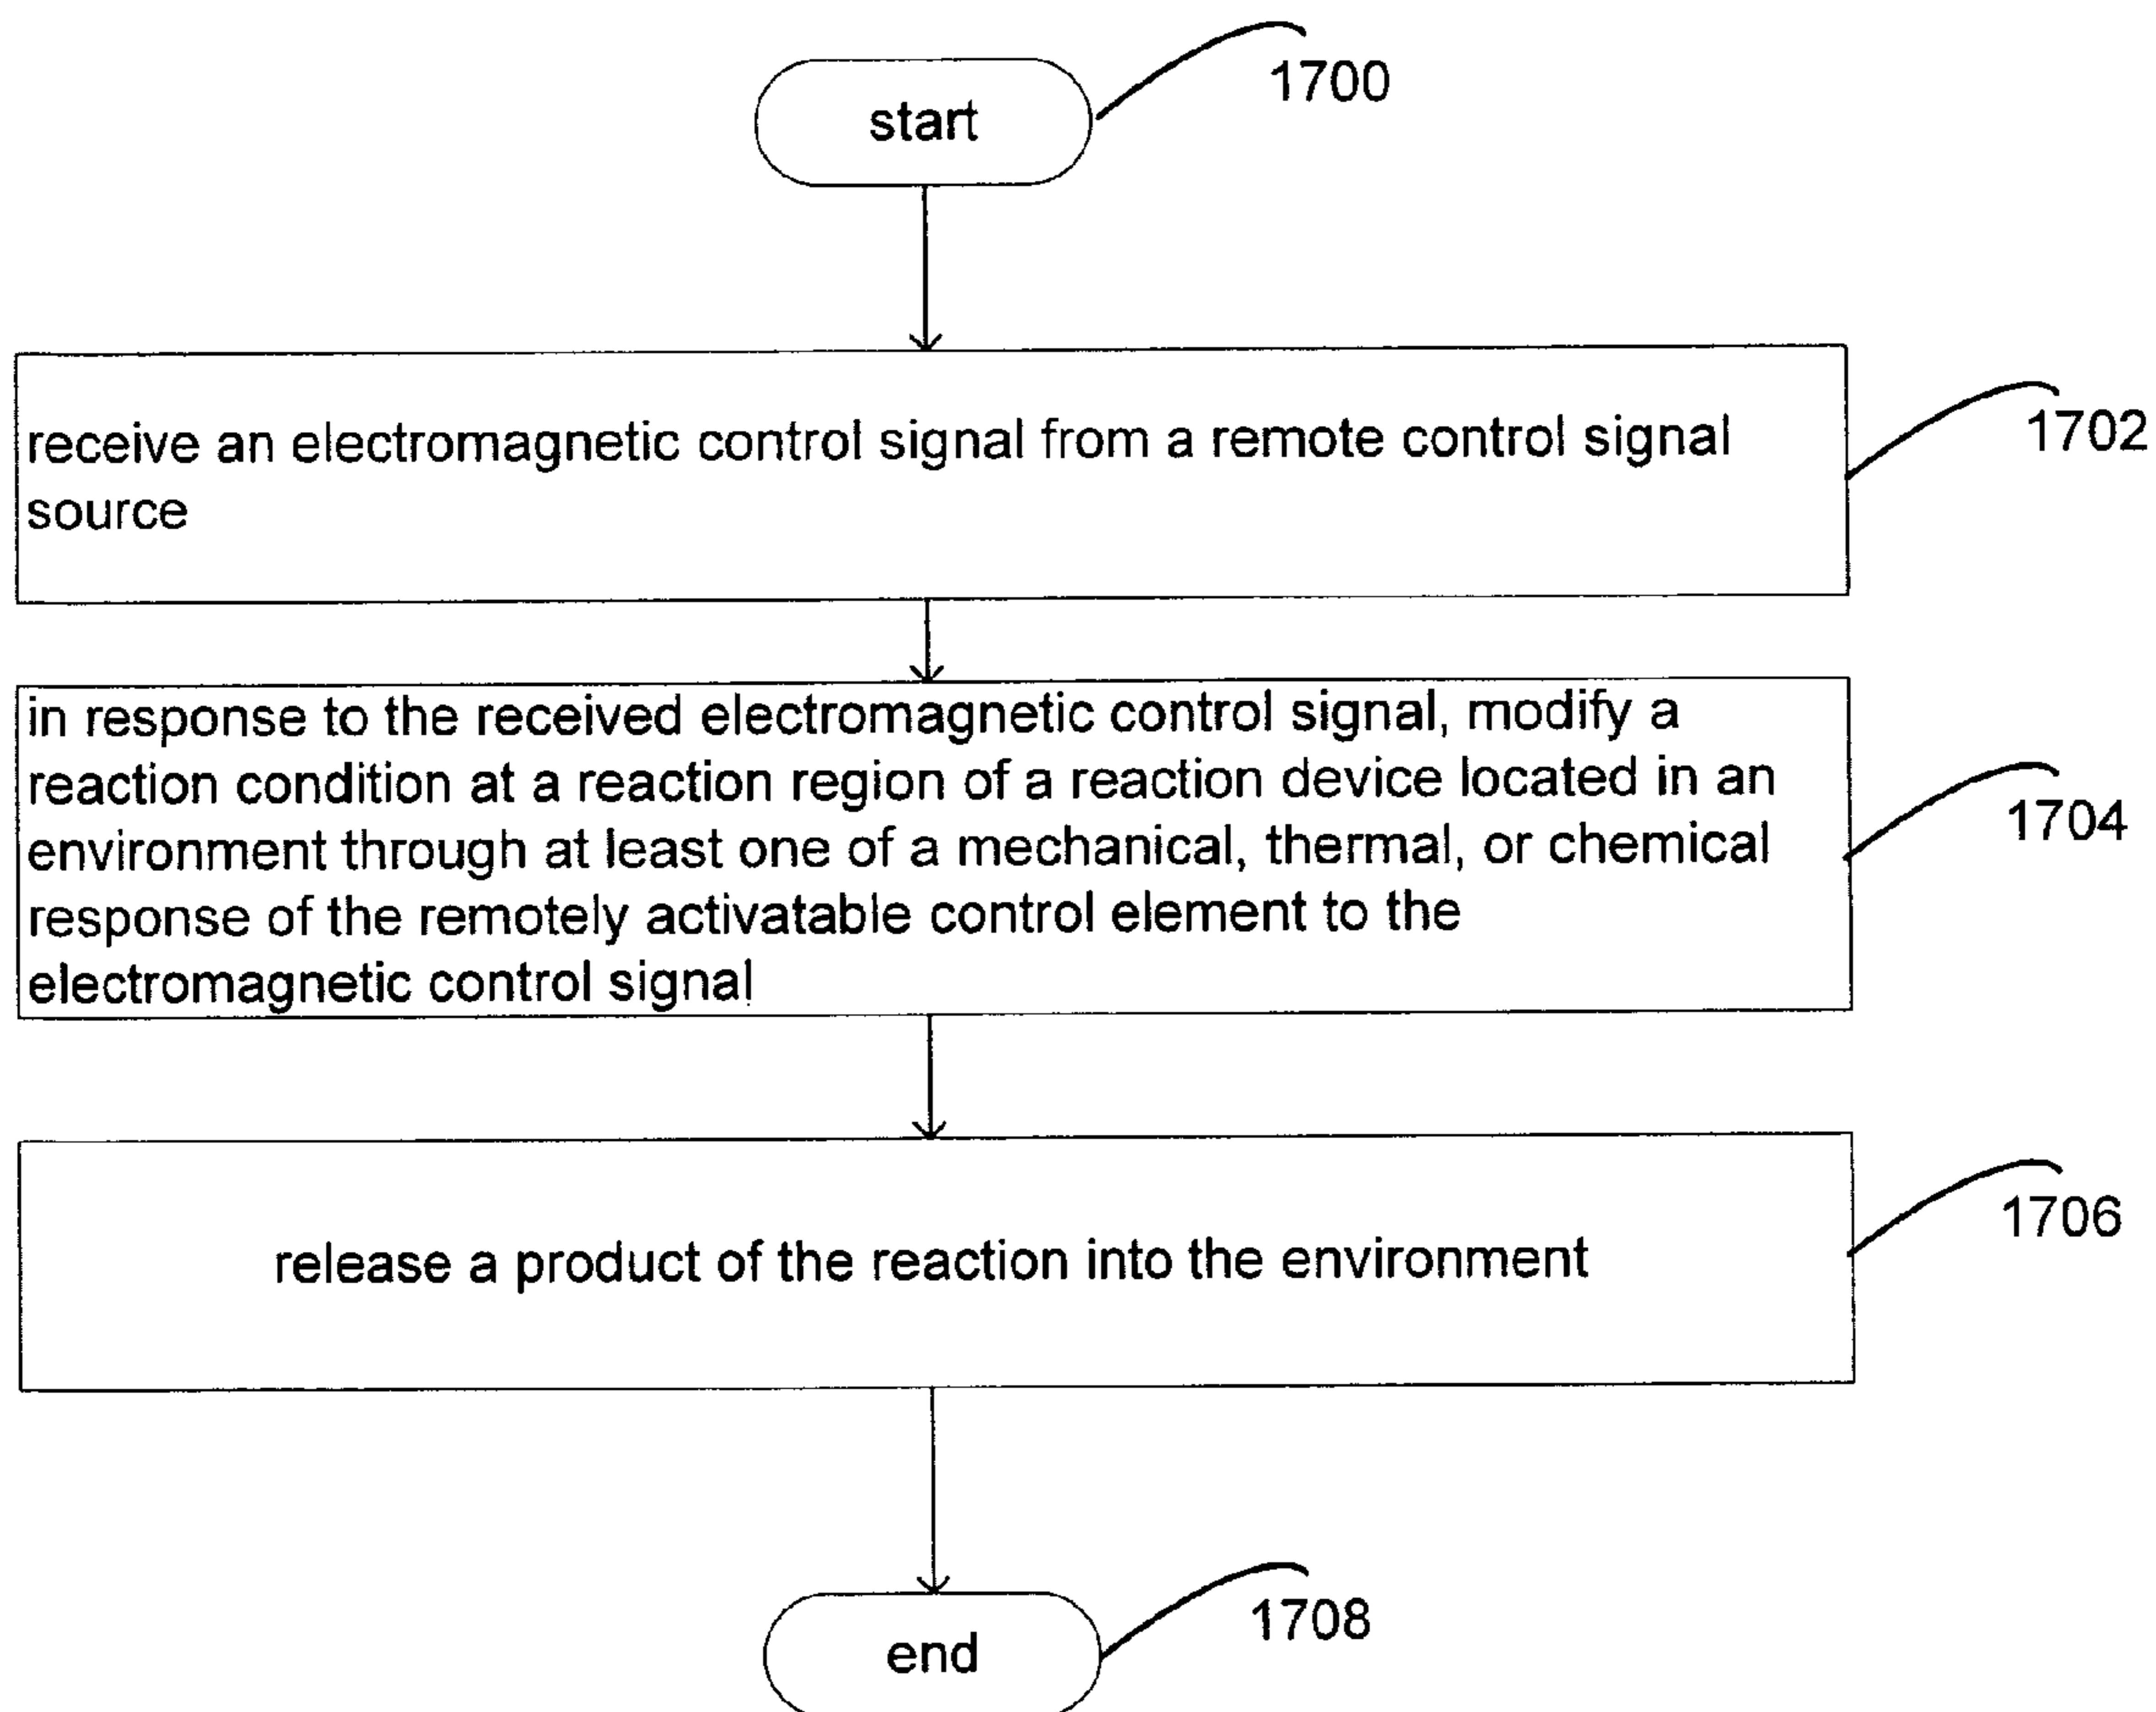 start
1700
receive an electromagnetic control signal from a remote control signal
source
1702
in response to the received electromagnetic control signal, modify a
reaction condition at a reaction region of a reaction device located in an
environment through at least one of a mechanical, thermal, or chemical
response of the remotely activatable control element to the
electromagnetic control signal
1704
release a product of the reaction into the environment
1706
end
1708